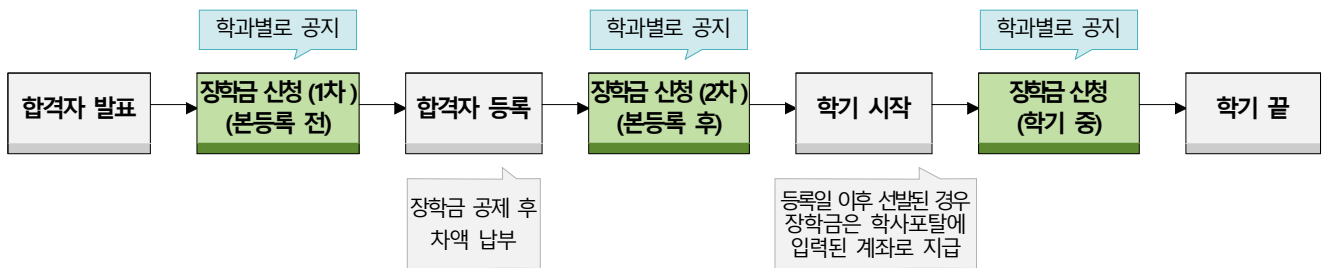 학과별로 공지
학과별로 공지
학과별로 공지
합격자 발표
장학금 신청 (1차)
(본등록 전)
합격자 등록
장학금 신청 (2차)
(본등록 후)
학기 시작
장학금 신청
(학기 중)
학기 끝
장학금 공제 후
차액 납부
등록일 이후 선발된 경우
장학금은 학사포탈에
입력된 계좌로 지급